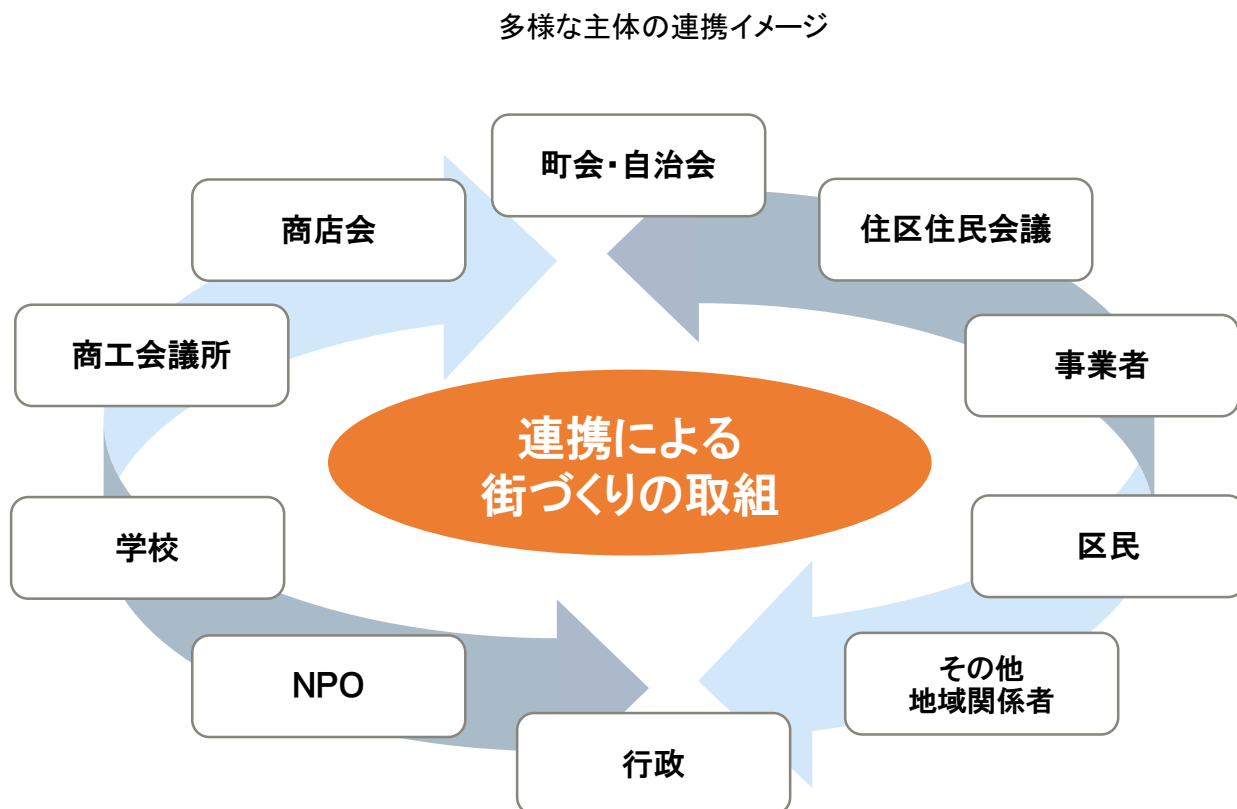 多様な主体の連携イメージ
町会・自治会
商店会
住区住民会議
商工会議所
事業者
連携による
街づくりの取組
学校
区民
NPO
その他
地域関係者
行政